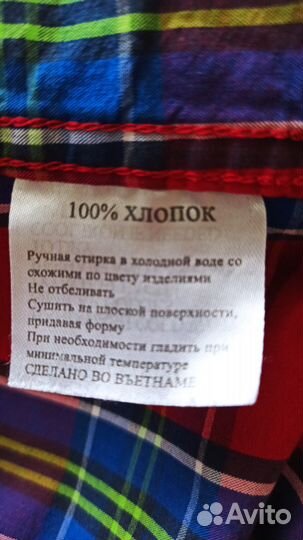 100% ХЛОПОК
Ручная стирка в холодной воде со
схожими по цвету изделиями
Не отбеливать
Сушить на плоской поверхности,
придавая форму
При необходимости гладить при
минимальной температуре
СДЕЛАНО ВО ВЬЕТНАМЕ
Avito